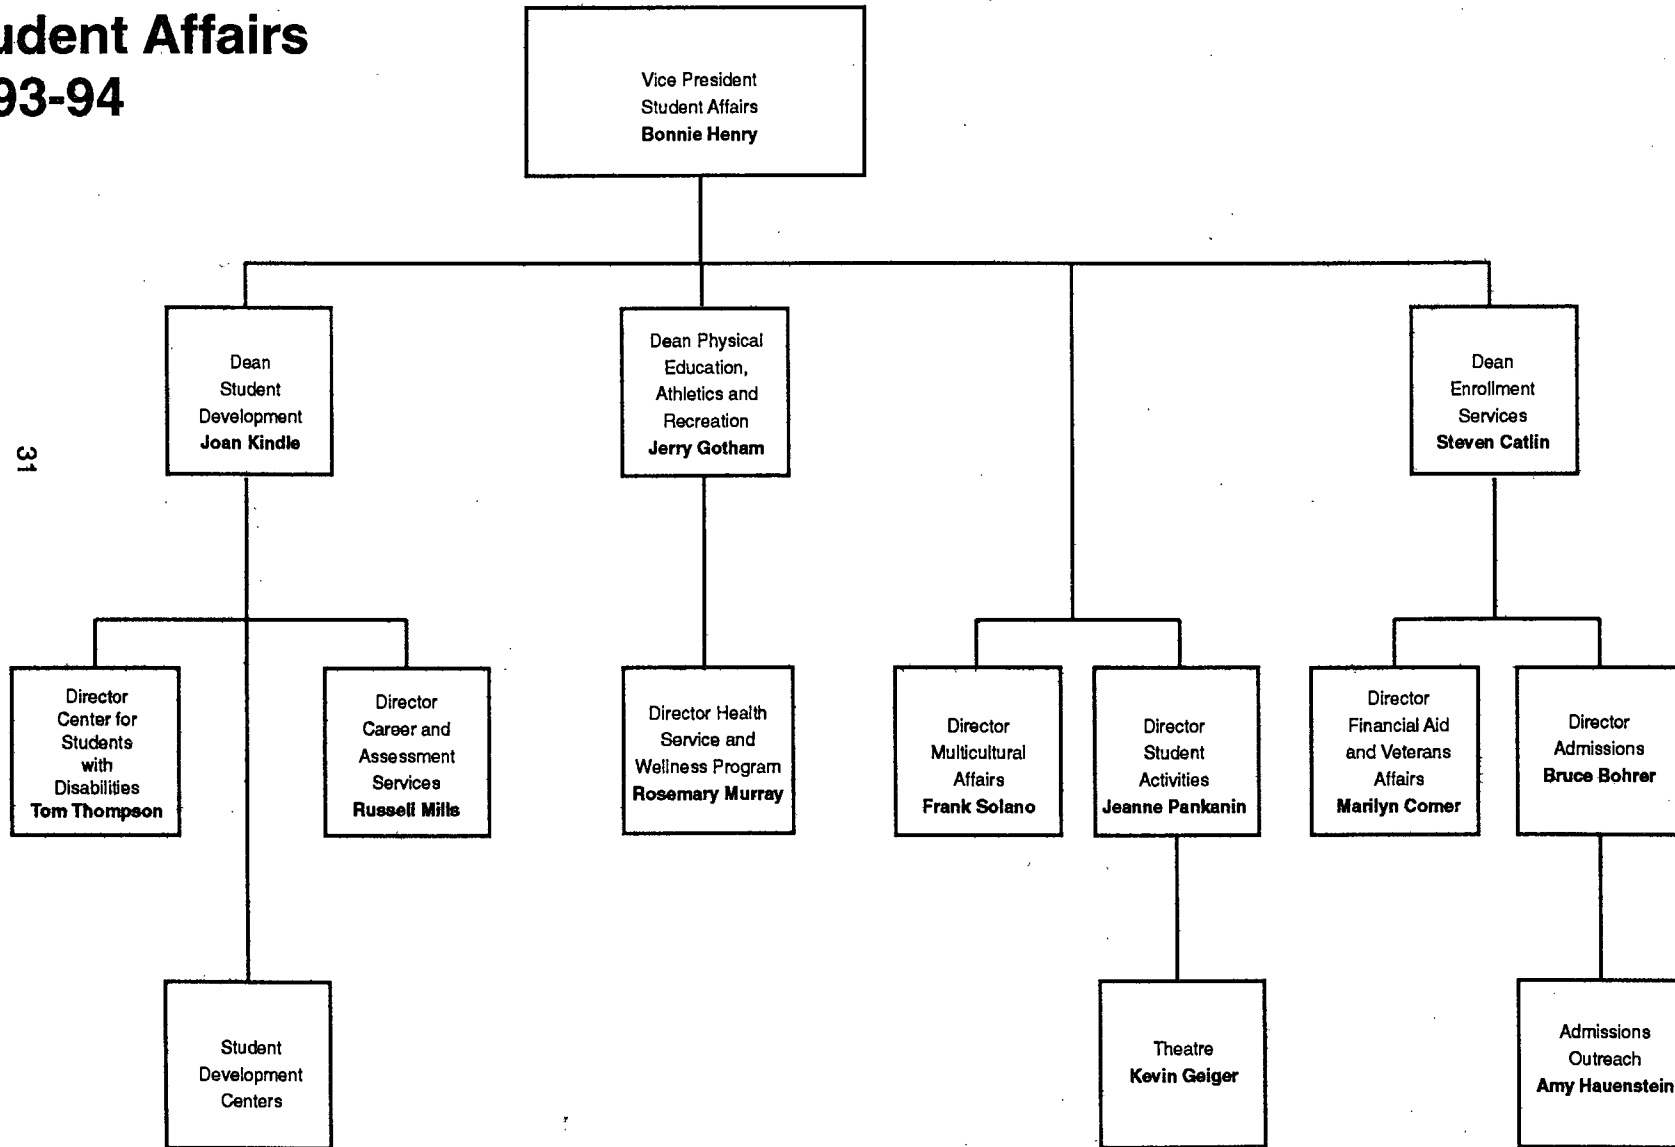 udent Affairs
93-94
Vice President
Student Affairs
Bonnie Henry
Dean
Student
Development
Joan Kindle
Dean Physical
Education,
Athletics and
Recreation
Jerry Gotham
Dean
Enrollment
Services
Steven Catlin
31
Director
Center for
Students
with
Disabilities
Tom Thompson
Director
Career and
Assessment
Services
Russell Mills
Director Health
Service and
Wellness Program
Rosemary Murray
Director
Multicultural
Affairs
Frank Solano
Director
Student
Activities
Jeanne Pankanin
Director
Financial Aid
and Veterans
Affairs
Marilyn Comer
Director
Admissions
Bruce Bohrer
Student
Development
Centers
Theatre
Kevin Geiger
Admissions
Outreach
Amy Hauenstein